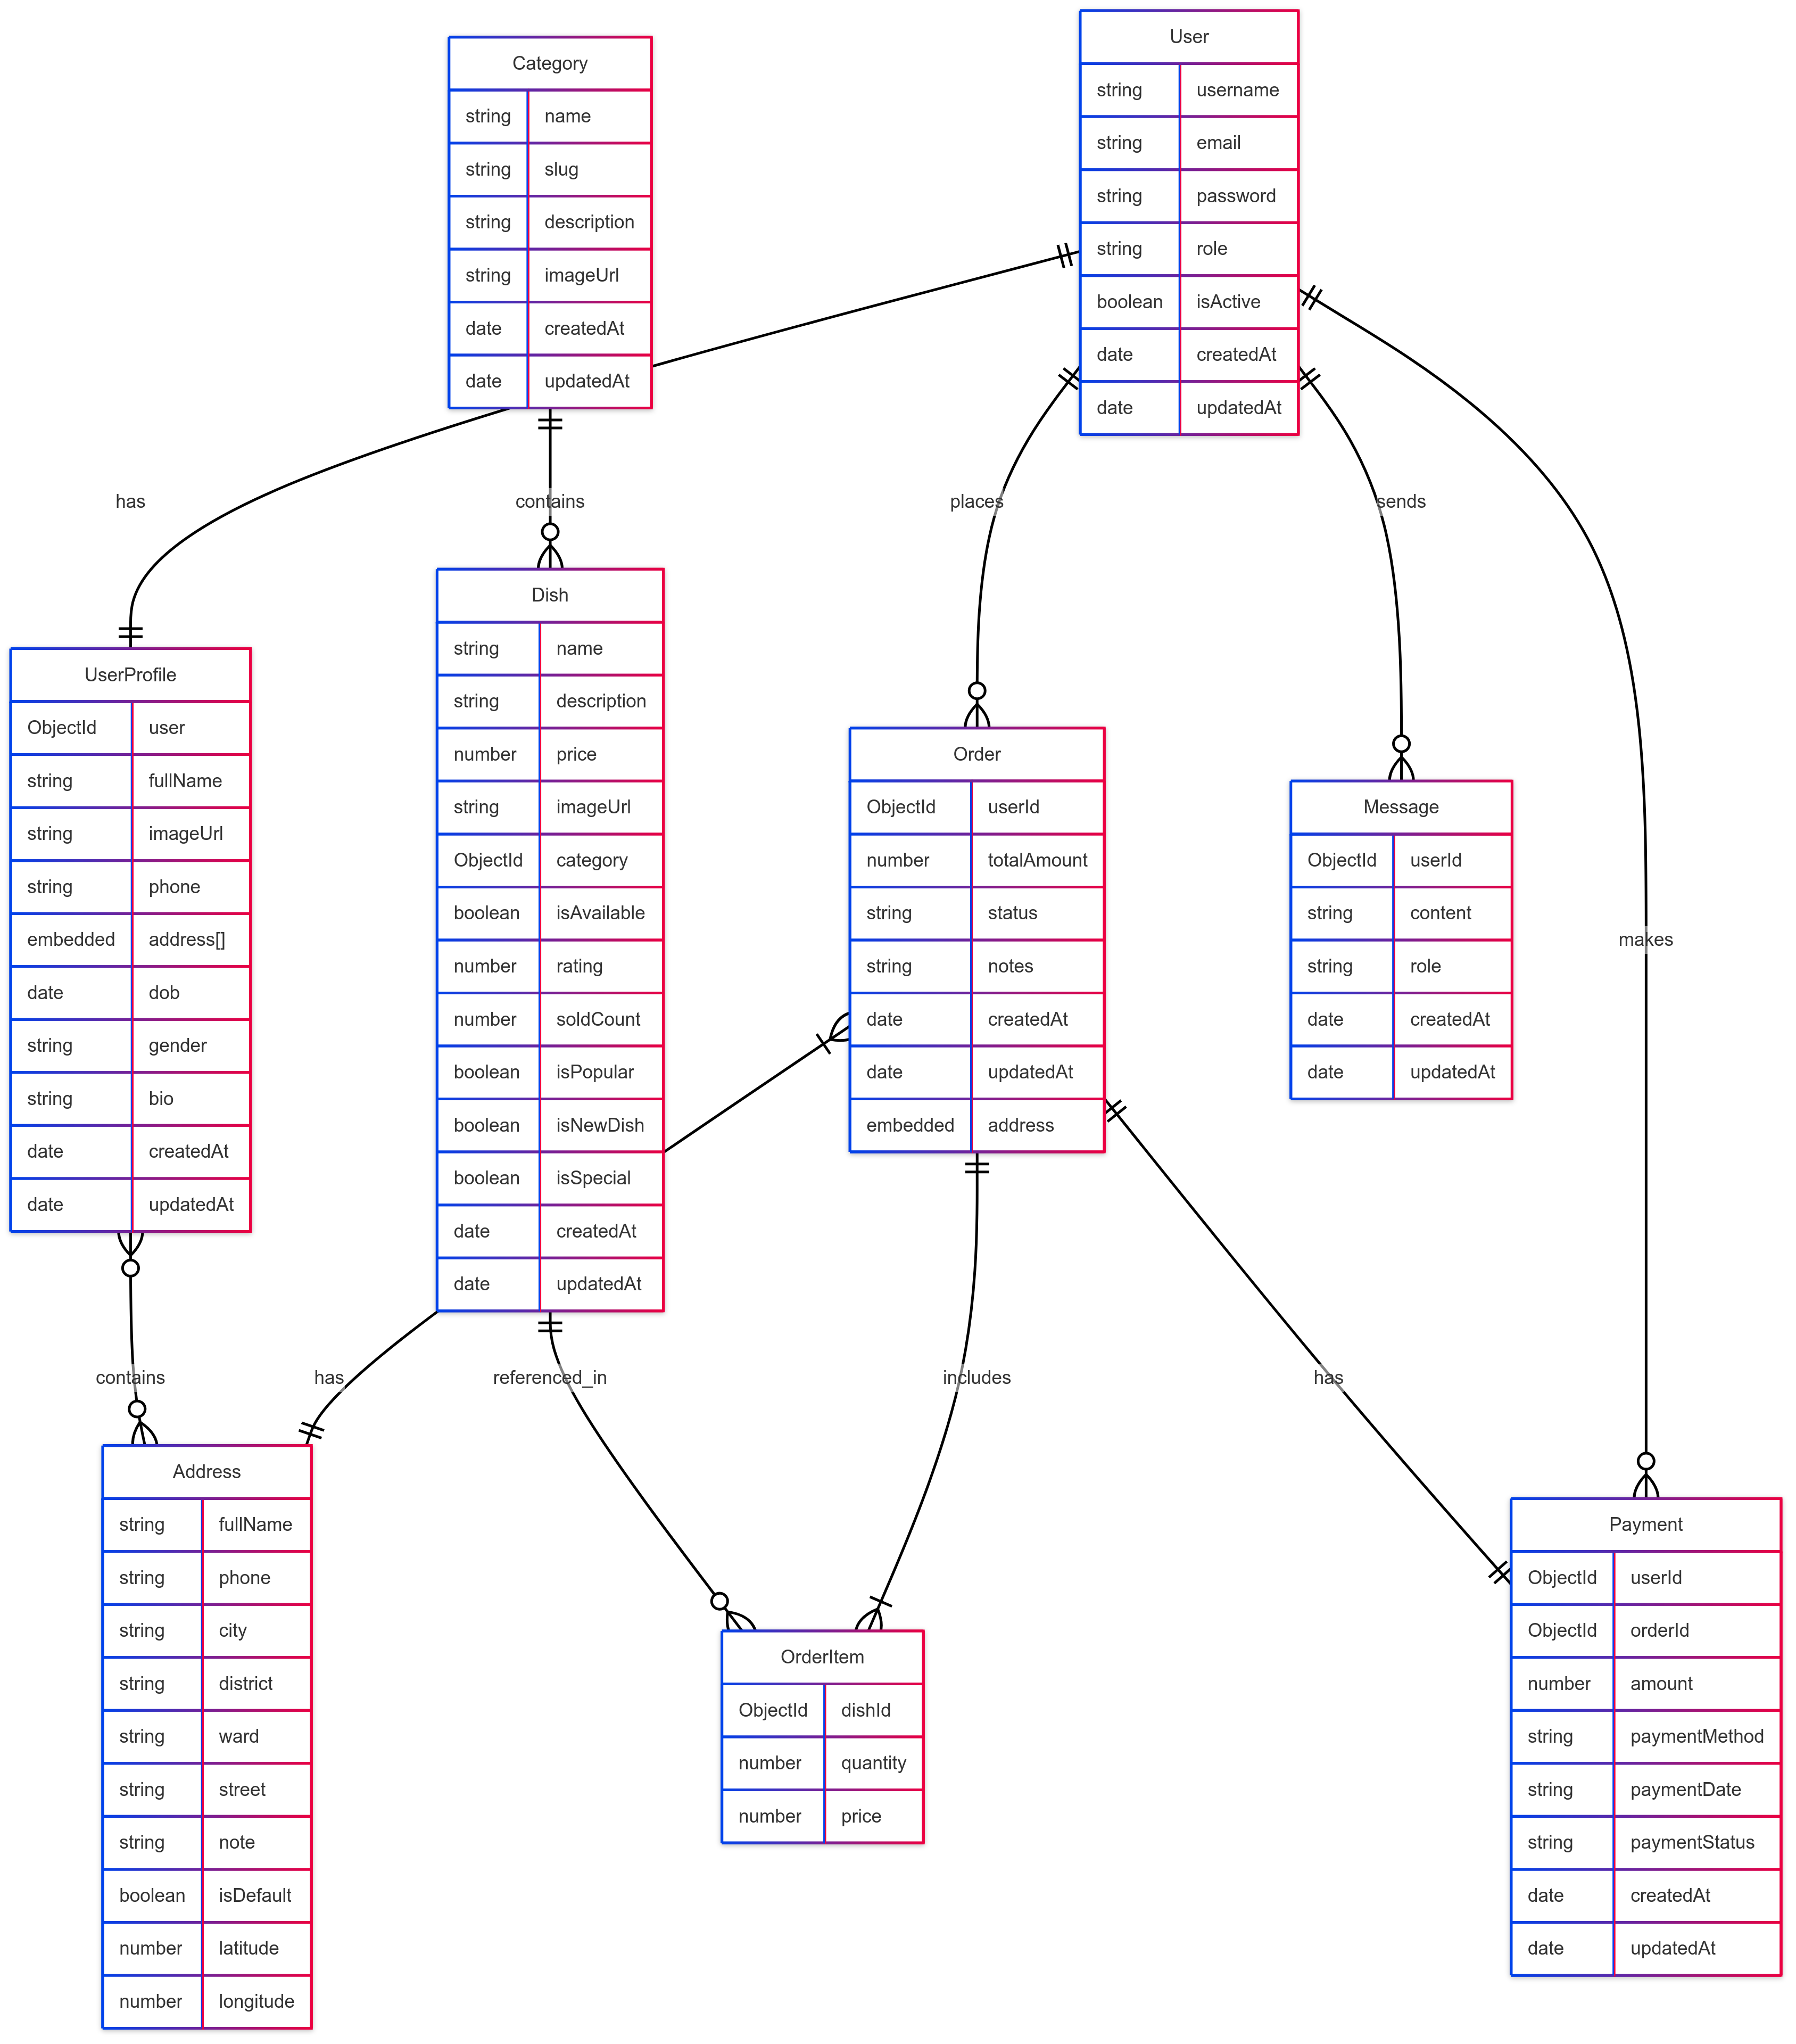 Category
string name
string slug
string description
string imageUrl
date createdAt
date updatedAt
User
string username
string email
string password
string role
boolean isActive
date createdAt
date updatedAt
has
contains
places
sends
UserProfile
ObjectId user
string fullName
string imageUrl
string phone
embedded address[]
date dob
string gender
string bio
date createdAt
date updatedAt
Dish
string name
string description
number price
string imageUrl
ObjectId category
boolean isAvailable
number rating
number soldCount
boolean isPopular
boolean isNewDish
boolean isSpecial
date createdAt
date updatedAt
Order
ObjectId userId
number totalAmount
string status
string notes
date createdAt
date updatedAt
embedded address
Message
ObjectId userId
string content
string role
date createdAt
date updatedAt
makes
contains
has
referenced_in
includes
has
Address
string fullName
string phone
string city
string district
string ward
string street
string note
boolean isDefault
number latitude
number longitude
OrderItem
ObjectId dishId
number quantity
number price
Payment
ObjectId userId
ObjectId orderId
number amount
string paymentMethod
string paymentDate
string paymentStatus
date createdAt
date updatedAt